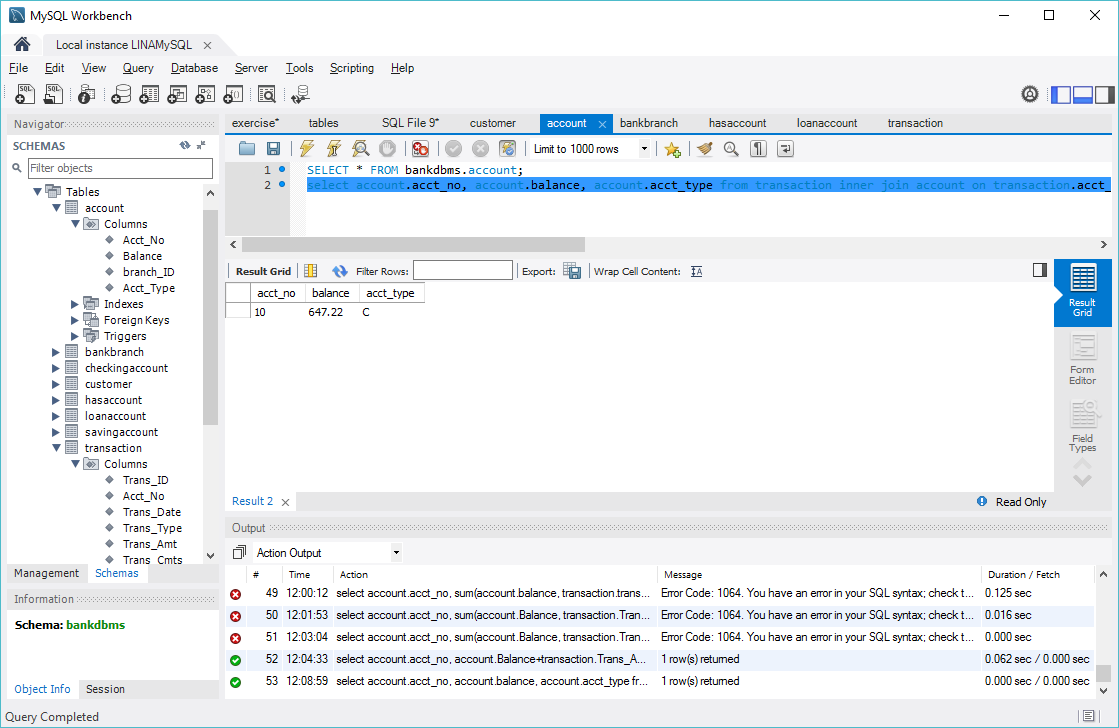 MySQL Workbench
Local instance LINAMySQL
File Edit View Query Database Server Tools Scripting Help
Navigator
SCHEMAS
Filter objects
Tables
account
Columns
Acct_No
Balance
branch_ID
Acct_Type
Indexes
Foreign Keys
Triggers
bankbranch
checkingaccount
customer
hasaccount
loanaccount
savingaccount
transaction
Columns
Trans_ID
Acct_No
Trans_Date
Trans_Type
Trans_Amt
Trans_Cmts
Management Schemas
Information
Schema: bankdbms
Object Info Session
exercise* tables SQL File 9* customer account bankbranch hasaccount loanaccount transaction
Limit to 1000 rows
1 SELECT * FROM bankdbms.account;
2 select account.acct_no, account.balance, account.acct_type from transaction inner join account on transaction.acct_
Result Grid Filter Rows: Export: Wrap Cell Content:
acct_no balance acct_type
10 647.22 C
Result Grid
Form Editor
Field Types
Result 2
Read Only
Output
Action Output
# Time Action Message Duration / Fetch
49 12:00:12 select account.acct_no, sum(account.balance, transaction.trans... Error Code: 1064. You have an error in your SQL syntax; check t... 0.125 sec
50 12:01:53 select account.acct_no, sum(account.Balance, transaction.Tran... Error Code: 1064. You have an error in your SQL syntax; check t... 0.016 sec
51 12:03:04 select account.acct_no, sum(account.Balance, transaction.Tran... Error Code: 1064. You have an error in your SQL syntax; check t... 0.000 sec
52 12:04:33 select account.acct_no, account.Balance+transaction.Trans_A... 1 row(s) returned 0.062 sec / 0.000 sec
53 12:08:59 select account.acct_no, account.balance, account.acct_type fr... 1 row(s) returned 0.000 sec / 0.000 sec
Query Completed